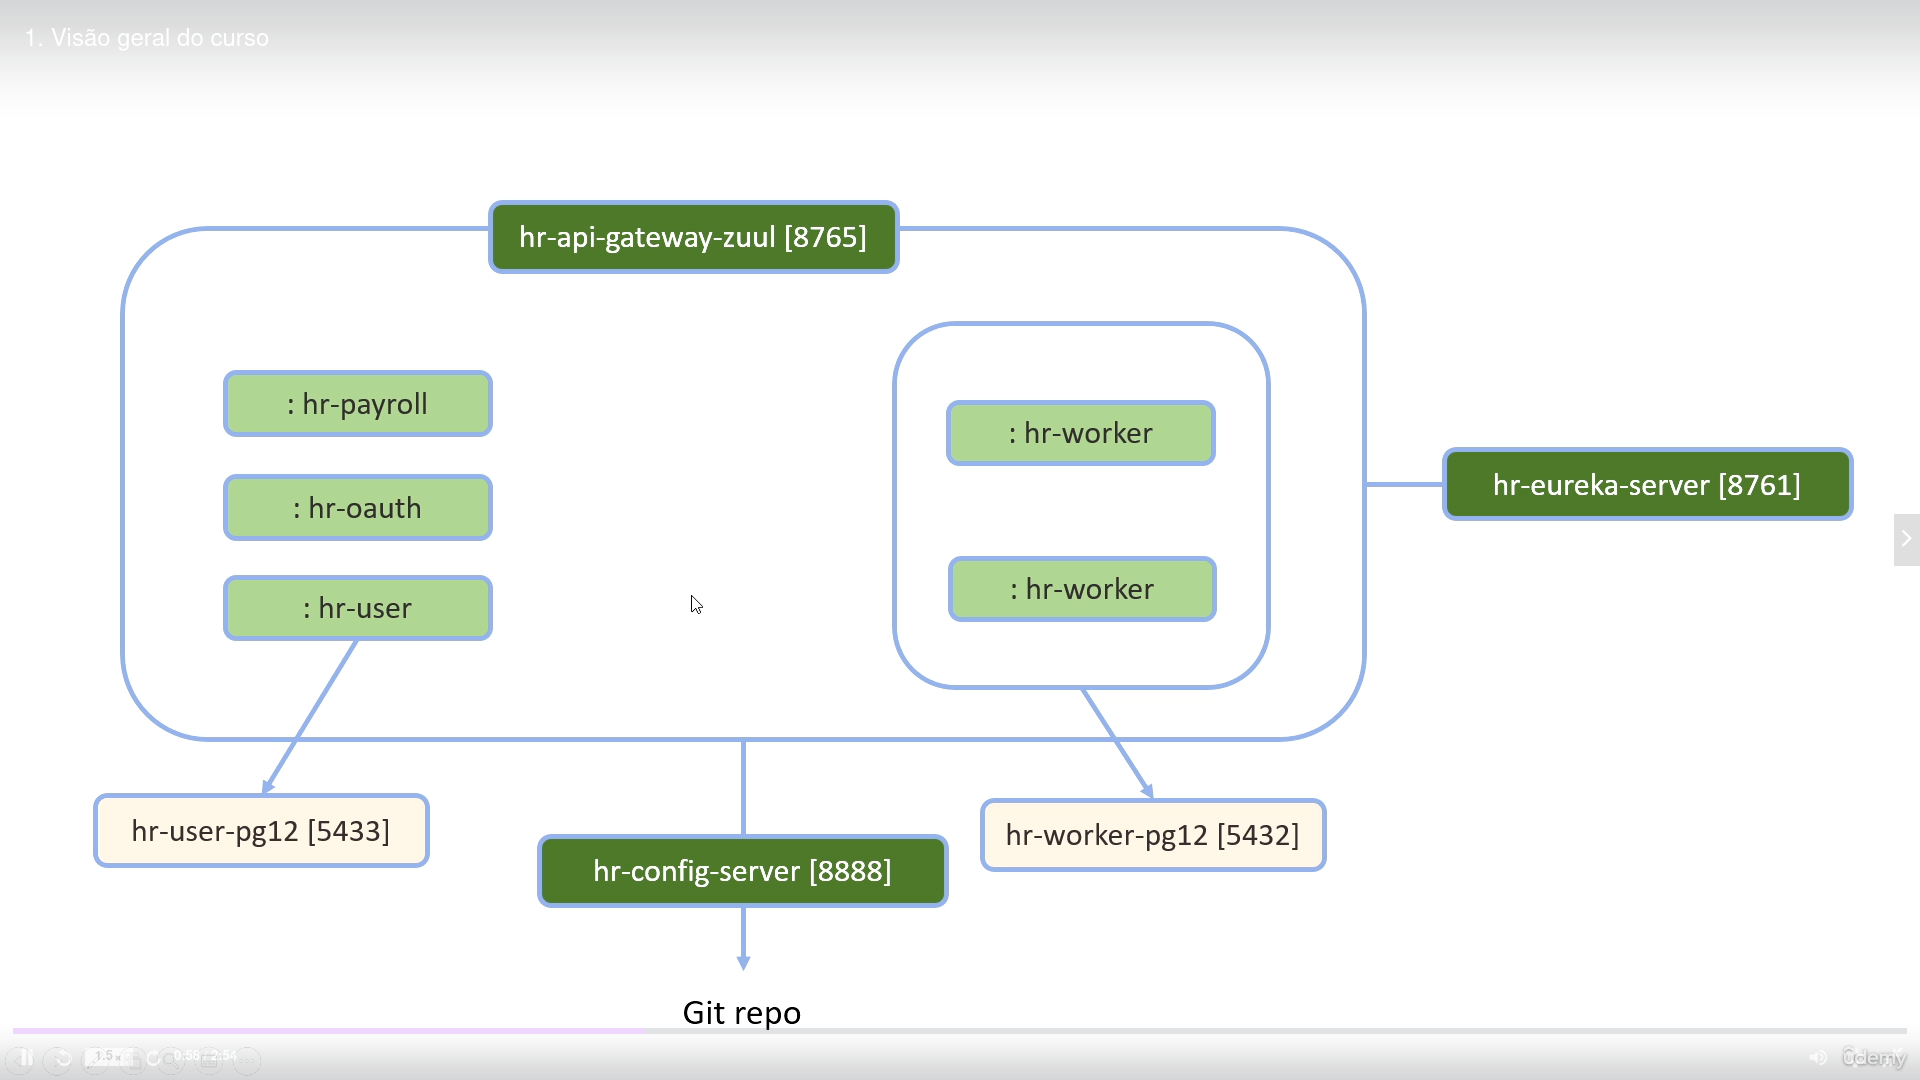 1. Visão geral do curso
hr-api-gateway-zuul [8765]
: hr-payroll
: hr-worker
: hr-oauth
hr-eureka-server [8761]
: hr-user
: hr-worker
hr-user-pg12 [5433]
hr-worker-pg12 [5432]
hr-config-server [8888]
Git repo
1.5x
0:58 / 2:54
ûdemy